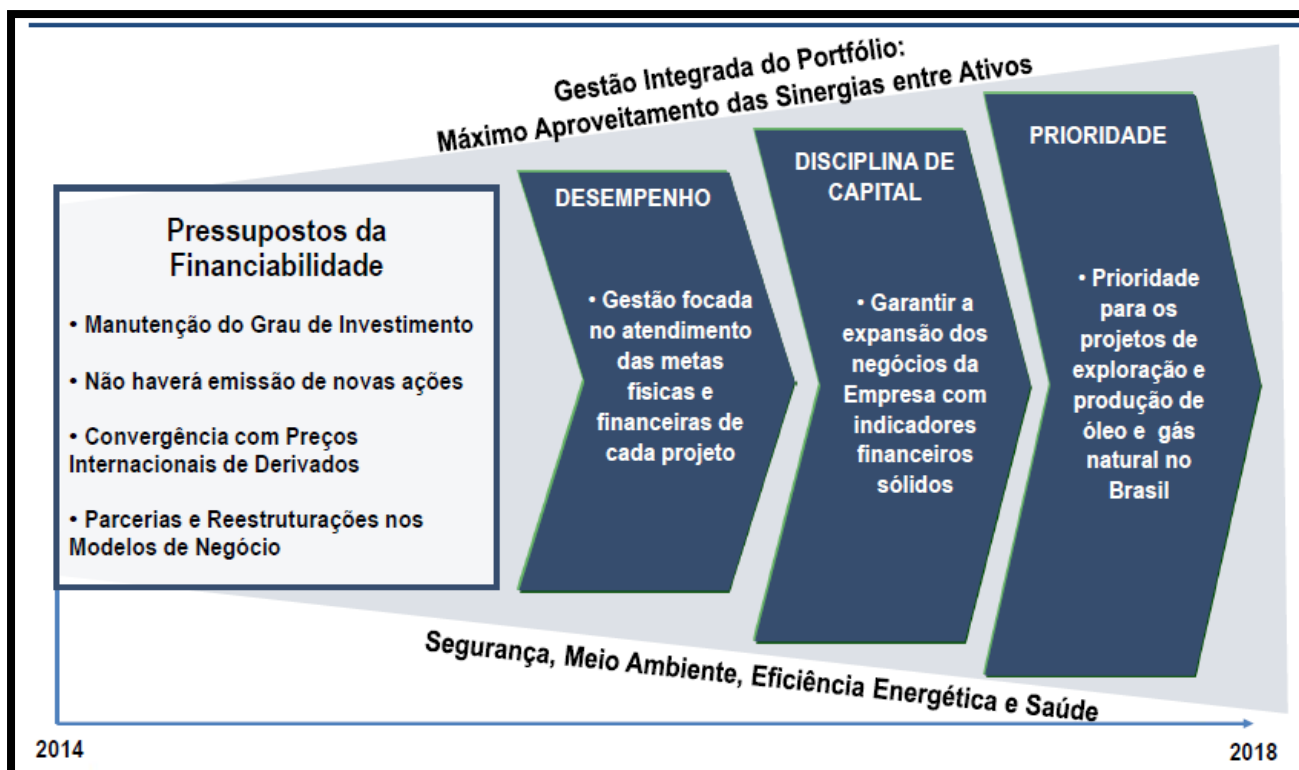 Gestão Integrada do Portfólio:
Máximo Aproveitamento das Sinergias entre Ativos
Pressupostos da
Financiabilidade
• Manutenção do Grau de Investimento
• Não haverá emissão de novas ações
• Convergência com Preços
Internacionais de Derivados
• Parcerias e Reestruturações nos
Modelos de Negócio
DESEMPENHO
• Gestão focada
no atendimento
das metas
físicas e
financeiras de
cada projeto
DISCIPLINA DE
CAPITAL
• Garantir a
expansão dos
negócios da
Empresa com
indicadores
financeiros
sólidos
PRIORIDADE
• Prioridade
para os
projetos de
exploração e
produção de
óleo e gás
natural no
Brasil
Segurança, Meio Ambiente, Eficiência Energética e Saúde
2014
2018